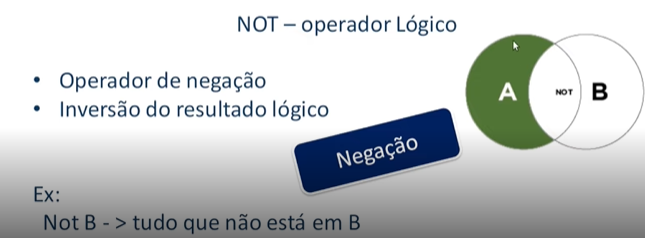 NOT – operador Lógico
• Operador de negação
• Inversão do resultado lógico
A NOT B
Negação
Ex:
Not B - > tudo que não está em B